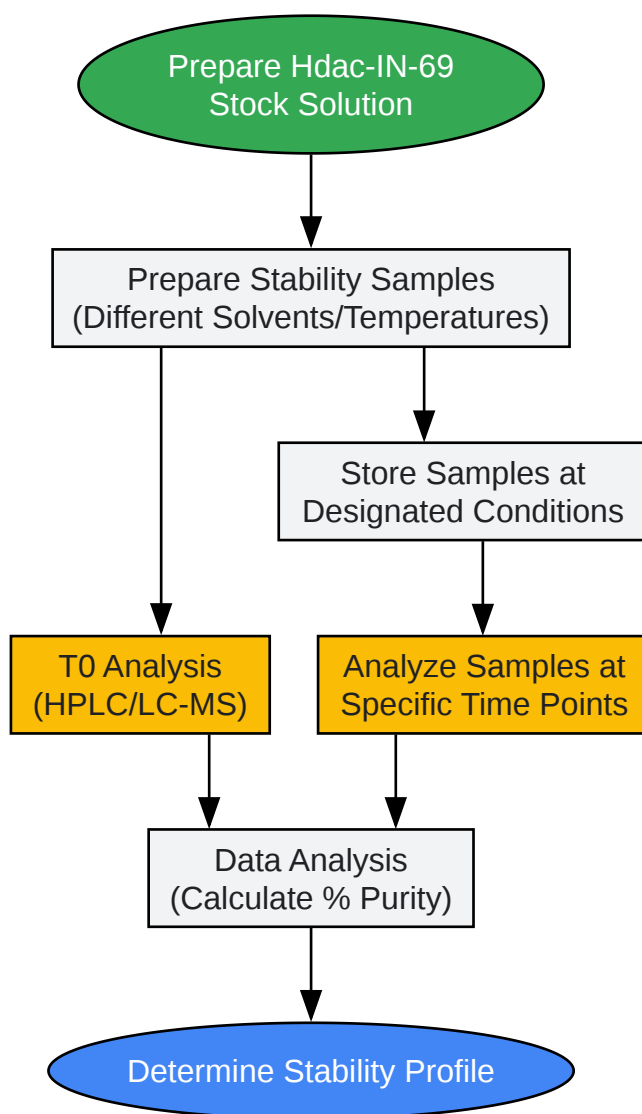 Prepare Hdac-IN-69
Stock Solution
Prepare Stability Samples
(Different Solvents/Temperatures)
Store Samples at
Designated Conditions
T0 Analysis
(HPLC/LC-MS)
Analyze Samples at
Specific Time Points
Data Analysis
(Calculate % Purity)
Determine Stability Profile